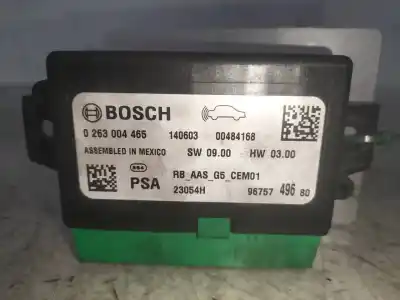 BOSCH
0 263 004 465 140603 00484168
ASSEMBLED IN MEXICO SW 09.00 HW 03.00
PSA RB_AAS_G5_CEM01
23054H 96757 496 80